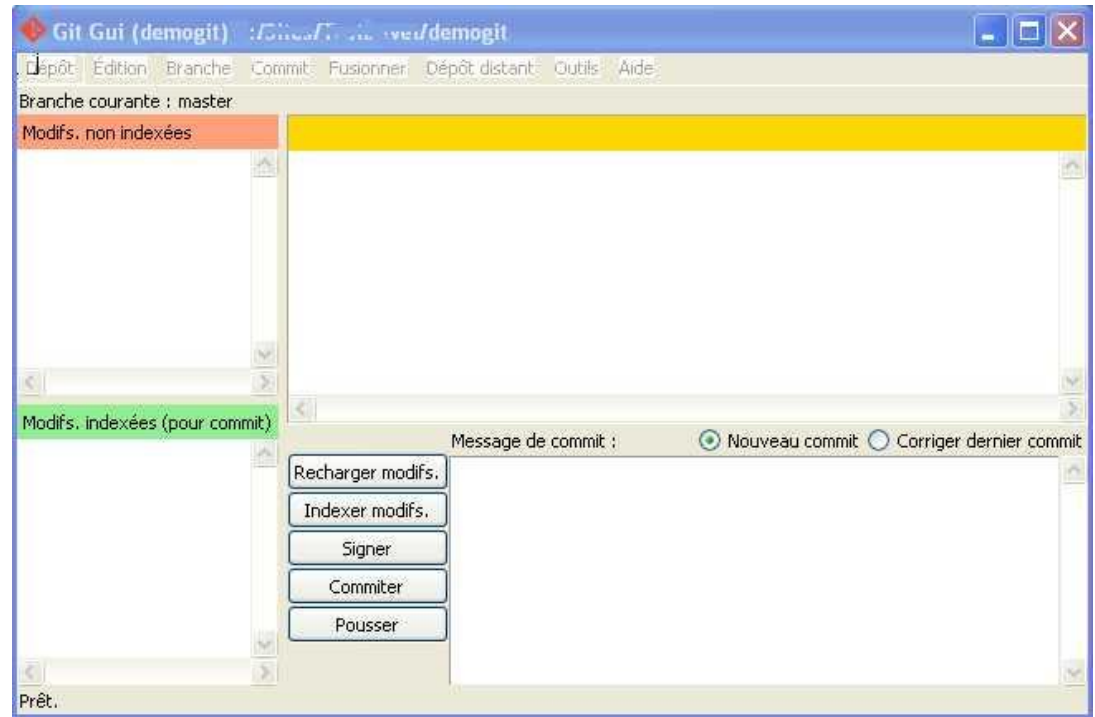 Git Gui (demogit) /demogit
Dépôt Édition Branche Commit Fusionner Dépôt distant Outils Aide
Branche courante : master
Modifs. non indexées
Modifs. indexées (pour commit)
Message de commit : Nouveau commit Corriger dernier commit
Recharger modifs.
Indexer modifs.
Signer
Commiter
Pousser
Prêt.